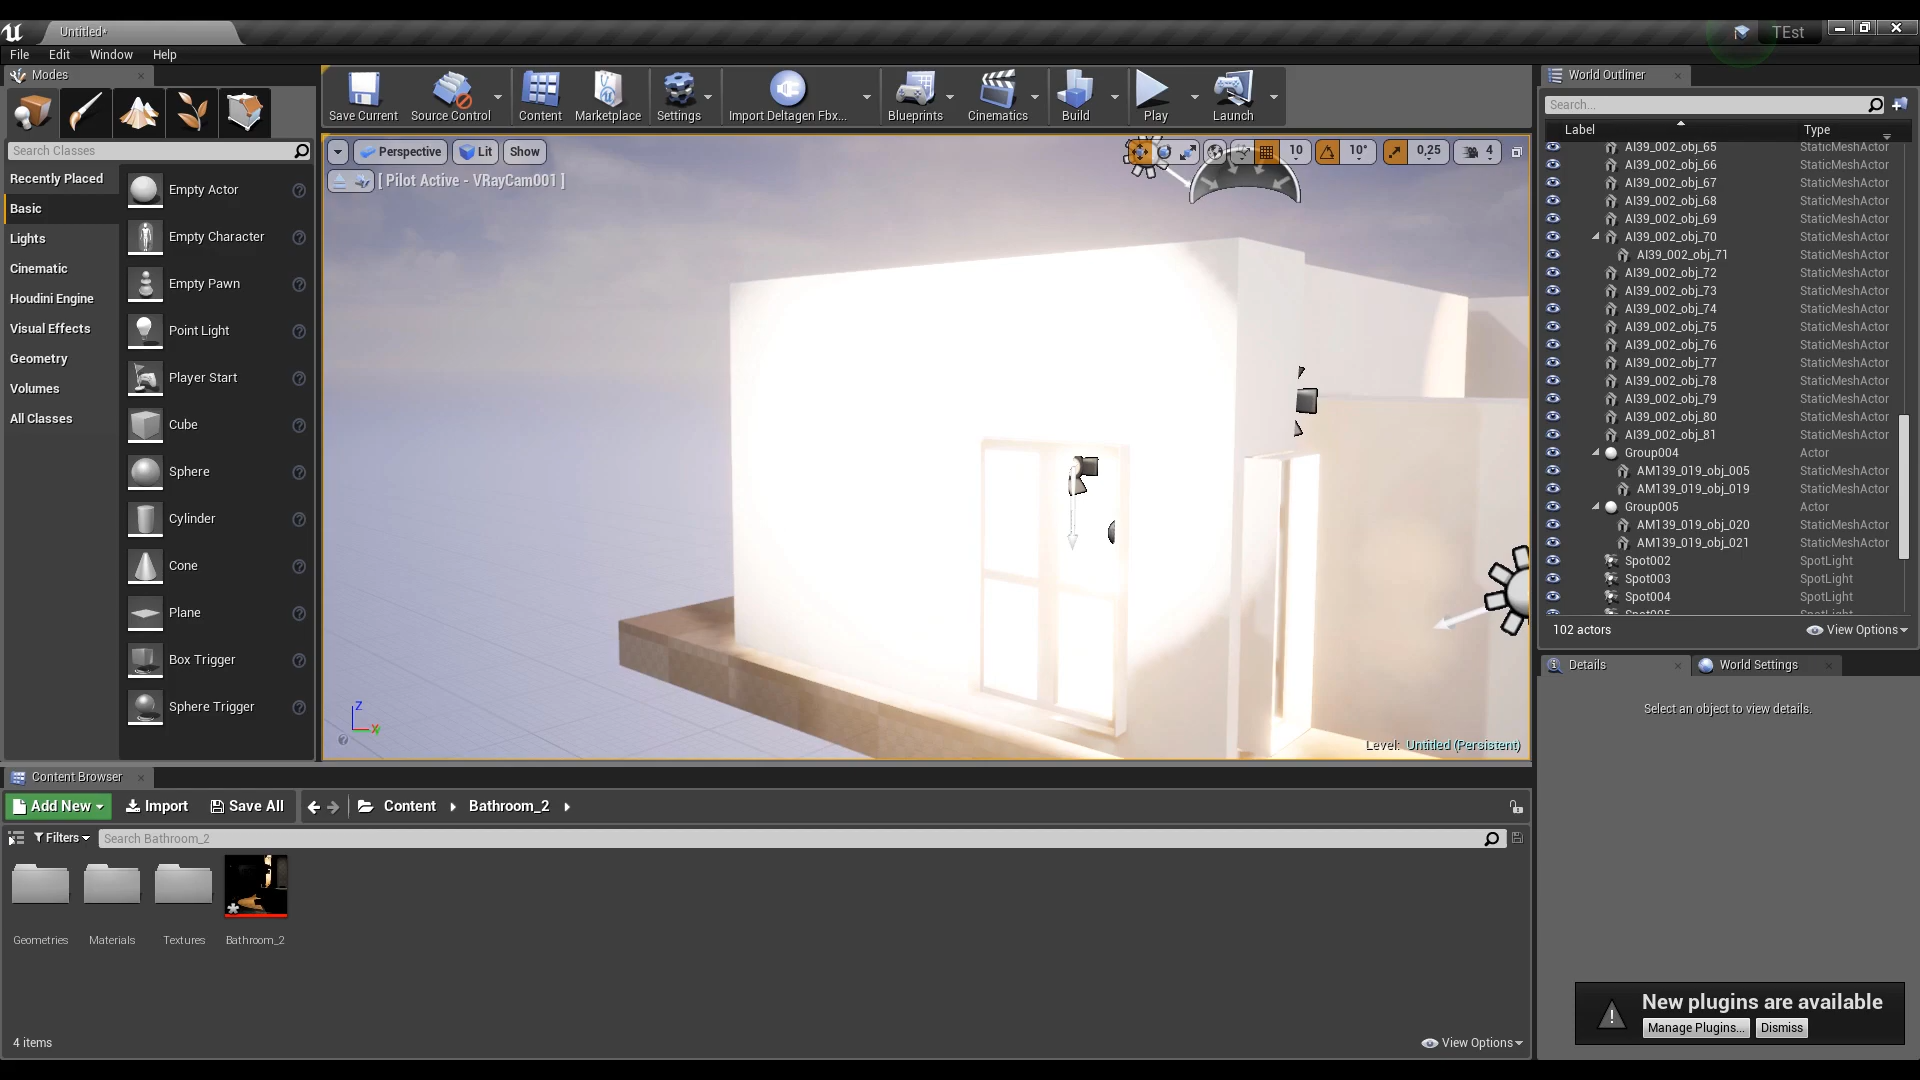 Untitled*
TEst
File Edit Window Help
Modes
Search Classes
Recently Placed
Basic
Lights
Cinematic
Houdini Engine
Visual Effects
Geometry
Volumes
All Classes
Empty Actor
Empty Character
Empty Pawn
Point Light
Player Start
Cube
Sphere
Cylinder
Cone
Plane
Box Trigger
Sphere Trigger
Save Current Source Control Content Marketplace Settings Import Deltagen Fbx... Blueprints Cinematics Build Play Launch
Perspective Lit Show 10 10° 0,25 4
[ Pilot Active - VRayCam001 ]
Z
X
Level: Untitled (Persistent)
World Outliner
Search...
Label Type
AI39_002_obj_65 StaticMeshActor
AI39_002_obj_66 StaticMeshActor
AI39_002_obj_67 StaticMeshActor
AI39_002_obj_68 StaticMeshActor
AI39_002_obj_69 StaticMeshActor
AI39_002_obj_70 StaticMeshActor
AI39_002_obj_71 StaticMeshActor
AI39_002_obj_72 StaticMeshActor
AI39_002_obj_73 StaticMeshActor
AI39_002_obj_74 StaticMeshActor
AI39_002_obj_75 StaticMeshActor
AI39_002_obj_76 StaticMeshActor
AI39_002_obj_77 StaticMeshActor
AI39_002_obj_78 StaticMeshActor
AI39_002_obj_79 StaticMeshActor
AI39_002_obj_80 StaticMeshActor
AI39_002_obj_81 StaticMeshActor
Group004 Actor
AM139_019_obj_005 StaticMeshActor
AM139_019_obj_019 StaticMeshActor
Group005 Actor
AM139_019_obj_020 StaticMeshActor
AM139_019_obj_021 StaticMeshActor
Spot002 SpotLight
Spot003 SpotLight
Spot004 SpotLight
102 actors View Options
Details World Settings
Select an object to view details.
Content Browser
Add New Import Save All Content Bathroom_2
Filters Search Bathroom_2
Geometries Materials Textures Bathroom_2
4 items View Options
New plugins are available
Manage Plugins... Dismiss